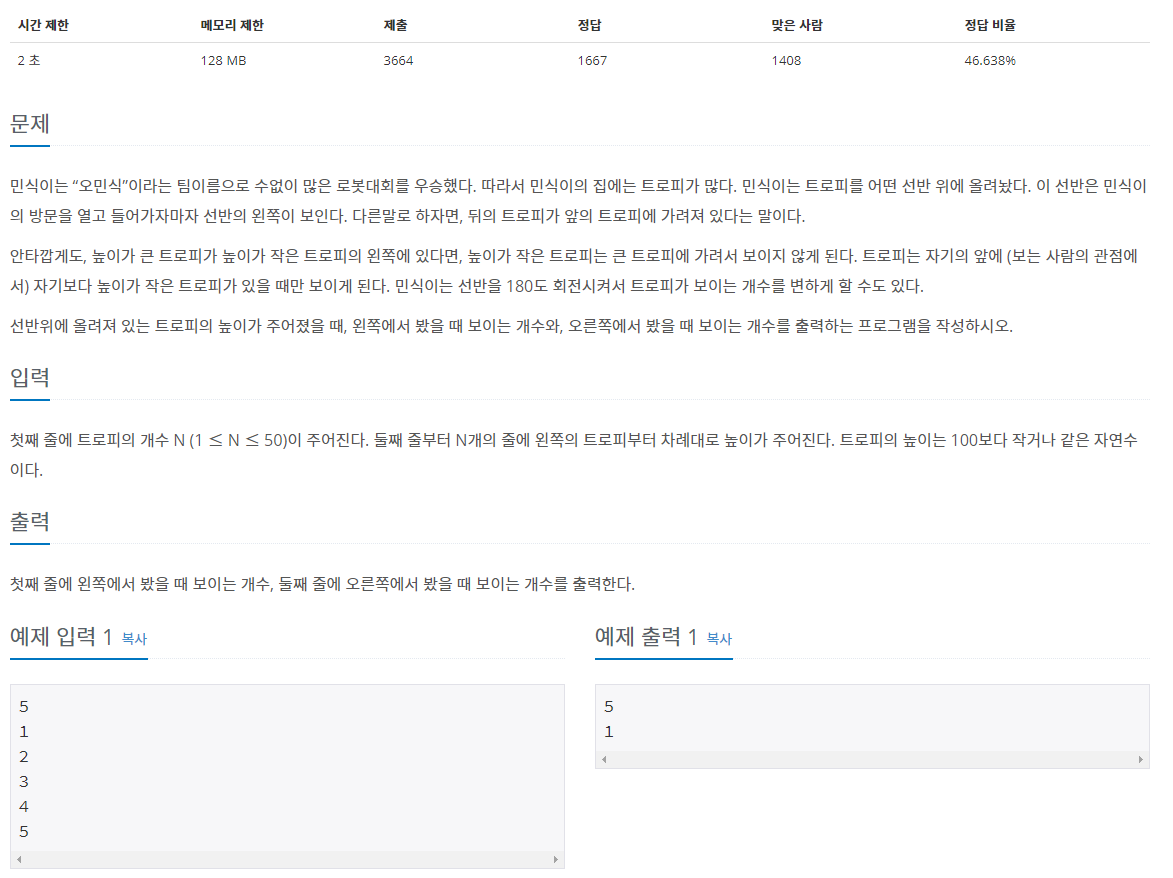 시간 제한 메모리 제한 제출 정답 맞은 사람 정답 비율
2 초 128 MB 3664 1667 1408 46.638%
문제
민식이는 “오민식”이라는 팀이름으로 수없이 많은 로봇대회를 우승했다. 따라서 민식이의 집에는 트로피가 많다. 민식이는 트로피를 어떤 선반 위에 올려놨다. 이 선반은 민식이
의 방문을 열고 들어가자마자 선반의 왼쪽이 보인다. 다른말로 하자면, 뒤의 트로피가 앞의 트로피에 가려져 있다는 말이다.
안타깝게도, 높이가 큰 트로피가 높이가 작은 트로피의 왼쪽에 있다면, 높이가 작은 트로피는 큰 트로피에 가려서 보이지 않게 된다. 트로피는 자기의 앞에 (보는 사람의 관점에
서) 자기보다 높이가 작은 트로피가 있을 때만 보이게 된다. 민식이는 선반을 180도 회전시켜서 트로피가 보이는 개수를 변하게 할 수도 있다.
선반위에 올려져 있는 트로피의 높이가 주어졌을 때, 왼쪽에서 봤을 때 보이는 개수와, 오른쪽에서 봤을 때 보이는 개수를 출력하는 프로그램을 작성하시오.
입력
첫째 줄에 트로피의 개수 N (1 ≤ N ≤ 50)이 주어진다. 둘째 줄부터 N개의 줄에 왼쪽의 트로피부터 차례대로 높이가 주어진다. 트로피의 높이는 100보다 작거나 같은 자연수
이다.
출력
첫째 줄에 왼쪽에서 봤을 때 보이는 개수, 둘째 줄에 오른쪽에서 봤을 때 보이는 개수를 출력한다.
예제 입력 1 복사
5
1
2
3
4
5
예제 출력 1 복사
5
1